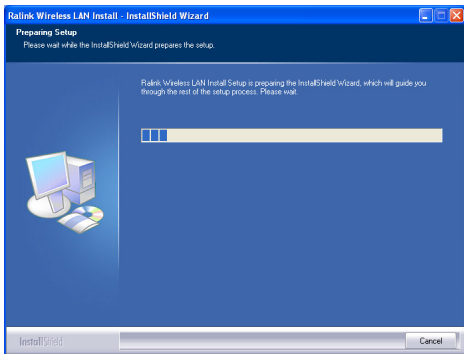 Ralink Wireless LAN Install - InstallShield Wizard
Preparing Setup
Please wait while the InstallShield Wizard prepares the setup.
Ralink Wireless LAN Install Setup is preparing the InstallShield Wizard, which will guide you
through the rest of the setup process. Please wait.
InstallShield
Cancel